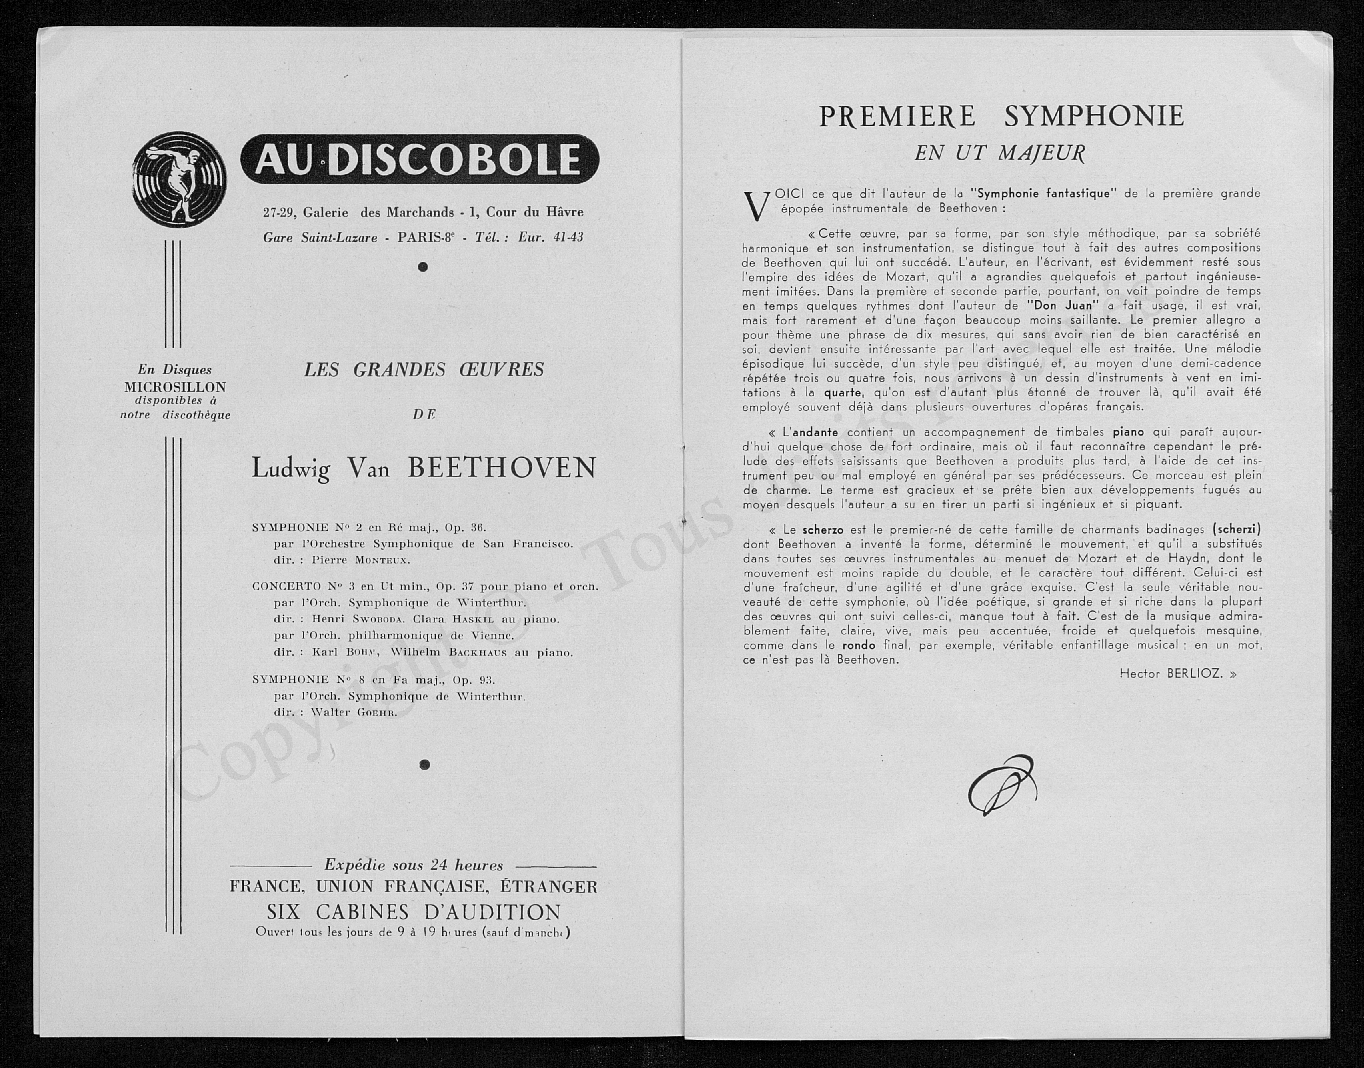 AU DISCOBOLE
27-29, Galerie des Marchands - 1, Cour du Hâvre
Gare Saint-Lazare - PARIS-8e - Tél. : Eur. 41-43
En Disques
MICROSILLON
disponibles à
notre discothèque
LES GRANDES ŒUVRES
DE
Ludwig Van BEETHOVEN
SYMPHONIE No 2 en Ré maj., Op. 36.
par l'Orchestre Symphonique de San Francisco.
dir. : Pierre MONTEUX.
CONCERTO No 3 en Ut min., Op. 37 pour piano et orch.
par l'Orch. Symphonique de Winterthur.
dir. : Henri SWOBODA. Clara HASKIL au piano.
par l'Orch. philharmonique de Vienne.
dir. : Karl BOHM, Wilhelm BACKHAUS au piano.
SYMPHONIE No 8 en Fa maj., Op. 93.
par l'Orch. Symphonique de Winterthur.
dir. : Walter GOEHR.
Expédie sous 24 heures
FRANCE, UNION FRANÇAISE, ÉTRANGER
SIX CABINES D'AUDITION
Ouvert tous les jours de 9 à 19 heures (sauf dimanche)
PREMIERE SYMPHONIE
EN UT MAJEUR
VOICI ce que dit l'auteur de la "Symphonie fantastique" de la première grande
épopée instrumentale de Beethoven :
« Cette œuvre, par sa forme, par son style méthodique, par sa sobriété
harmonique et son instrumentation, se distingue tout à fait des autres compositions
de Beethoven qui lui ont succédé. L'auteur, en l'écrivant, est évidemment resté sous
l'empire des idées de Mozart, qu'il a agrandies quelquefois et partout ingénieuse-
ment imitées. Dans la première et seconde partie, pourtant, on voit poindre de temps
en temps quelques rythmes dont l'auteur de "Don Juan" a fait usage, il est vrai,
mais fort rarement et d'une façon beaucoup moins saillante. Le premier allegro a
pour thème une phrase de dix mesures, qui sans avoir rien de bien caractérisé en
soi, devient ensuite intéressante par l'art avec lequel elle est traitée. Une mélodie
épisodique lui succède, d'un style peu distingué, et, au moyen d'une demi-cadence
répétée trois ou quatre fois, nous arrivons à un dessin d'instruments à vent en imi-
tations à la quarte, qu'on est d'autant plus étonné de trouver là, qu'il avait été
employé souvent déjà dans plusieurs ouvertures d'opéras français.
« L'andante contient un accompagnement de timbales piano qui paraît aujour-
d'hui quelque chose de fort ordinaire, mais où il faut reconnaître cependant le pré-
lude des effets saisissants que Beethoven a produits plus tard, à l'aide de cet ins-
trument peu ou mal employé en général par ses prédécesseurs. Ce morceau est plein
de charme. Le terme est gracieux et se prête bien aux développements fugués au
moyen desquels l'auteur a su en tirer un parti si ingénieux et si piquant.
« Le scherzo est le premier-né de cette famille de charmants badinages (scherzi)
dont Beethoven a inventé la forme, déterminé le mouvement, et qu'il a substitués
dans toutes ses œuvres instrumentales au menuet de Mozart et de Haydn, dont le
mouvement est moins rapide du double, et le caractère tout différent. Celui-ci est
d'une fraîcheur, d'une agilité et d'une grâce exquise. C'est la seule véritable nou-
veauté de cette symphonie, où l'idée poétique, si grande et si riche dans la plupart
des œuvres qui ont suivi celles-ci, manque tout à fait. C'est de la musique admira-
blement faite, claire, vive, mais peu accentuée, froide et quelquefois mesquine,
comme dans le rondo final, par exemple, véritable enfantillage musical ; en un mot,
ce n'est pas là Beethoven.
Hector BERLIOZ. »